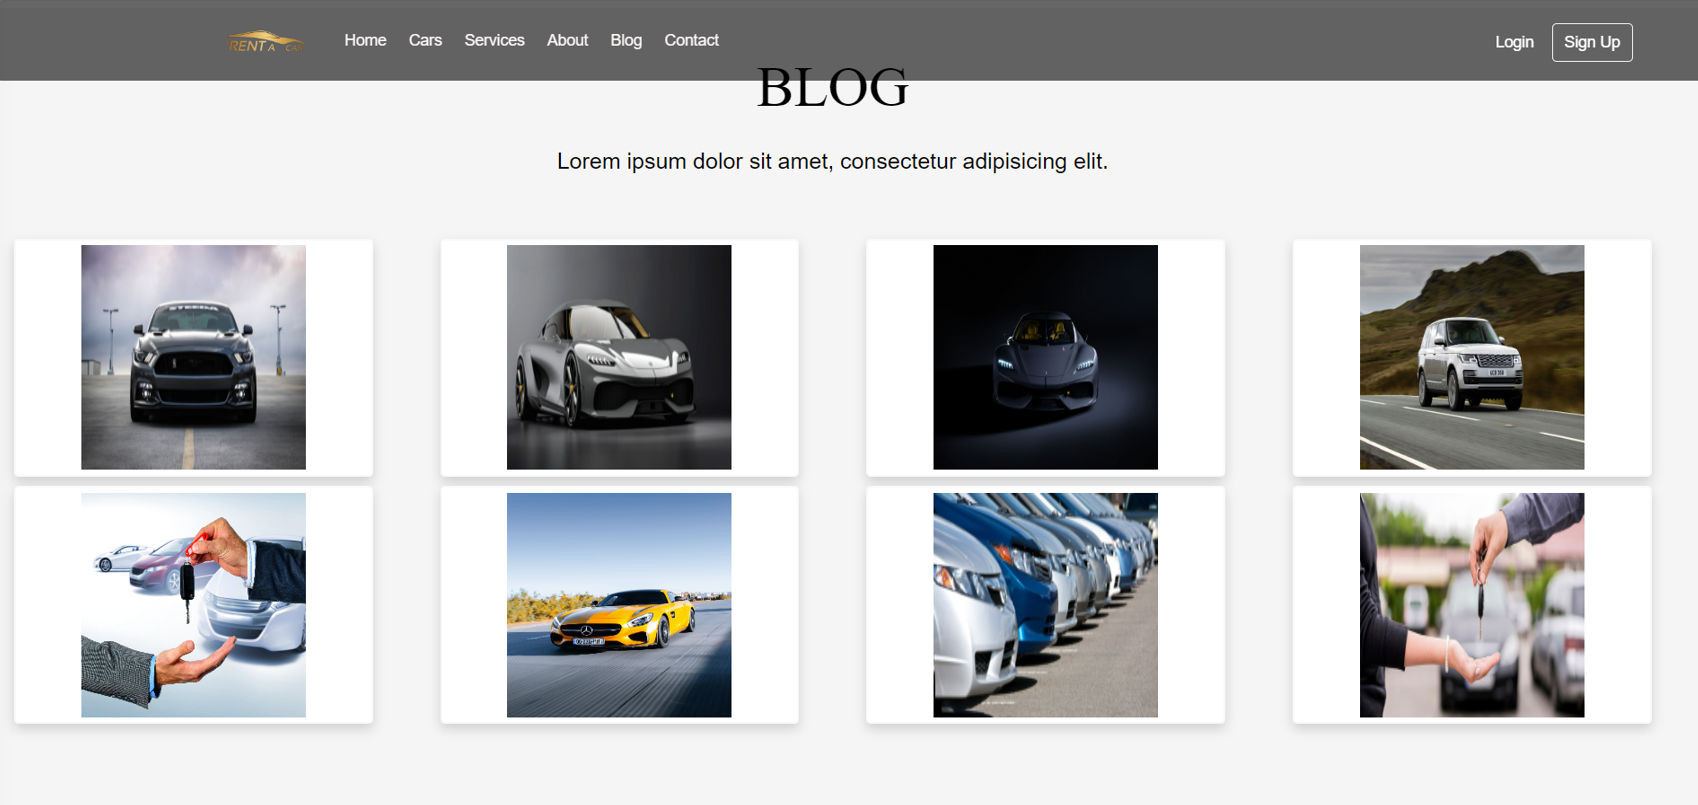 RENT A CAR
Home
Cars
Services
About
Blog
Contact
Login
Sign Up
BLOG
Lorem ipsum dolor sit amet, consectetur adipisicing elit.
STEEDA